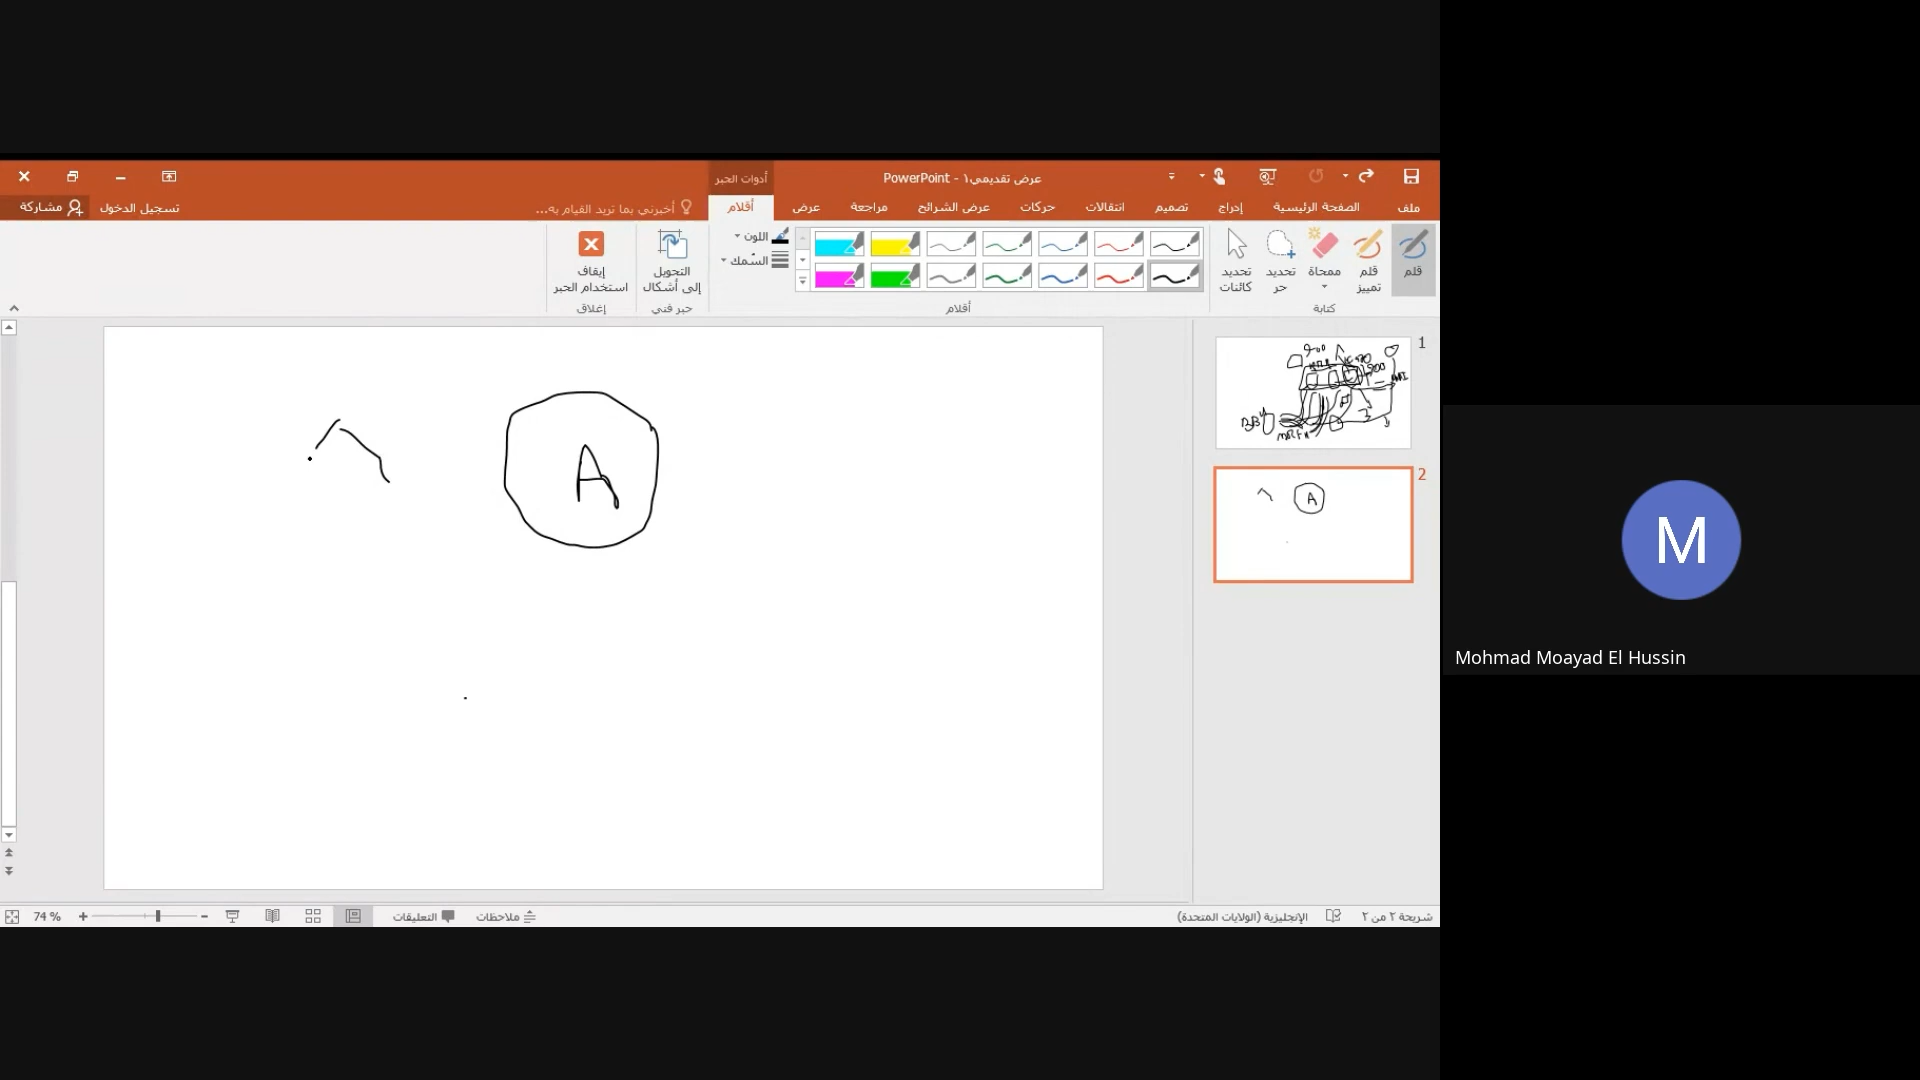 عرض تقديمي١ - PowerPoint
أدوات الحبر
ملف
الصفحة الرئيسية
إدراج
تصميم
انتقالات
حركات
عرض الشرائح
مراجعة
عرض
أقلام
أخبرني بما تريد القيام به...
تسجيل الدخول
مشاركة
قلم
قلم تمييز
ممحاة
تحديد حر
تحديد كائنات
كتابة
أقلام
اللون
السُمك
التحويل إلى أشكال
حبر فني
إيقاف استخدام الحبر
إغلاق
A
1
900
2
A
M
Mohmad Moayad El Hussin
شريحة ٢ من ٢
الإنجليزية (الولايات المتحدة)
ملاحظات
التعليقات
74 %